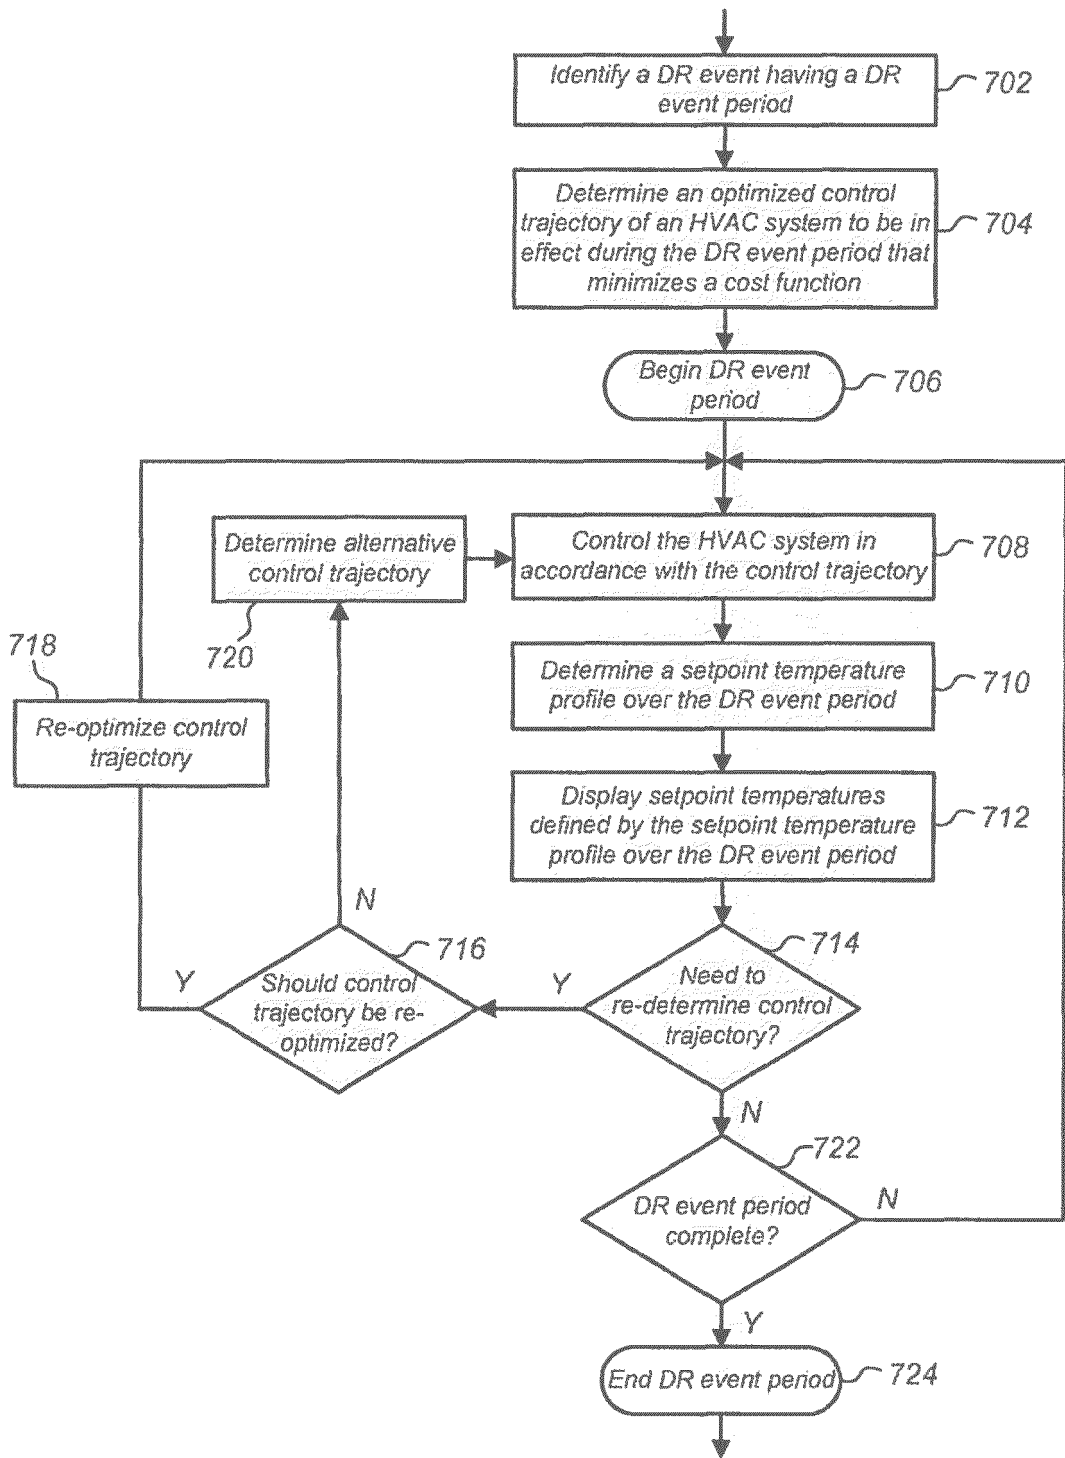 Identify a DR event having a DR
event period
702
Determine an optimized control
trajectory of an HVAC system to be in
effect during the DR event period that
minimizes a cost function
704
Begin DR event
period
706
Determine alternative
control trajectory
720
Control the HVAC system in
accordance with the control trajectory
708
718
Re-optimize control
trajectory
Determine a setpoint temperature
profile over the DR event period
710
Display setpoint temperatures
defined by the setpoint temperature
profile over the DR event period
712
N
716
Y
Should control
trajectory be re-
optimized?
Y
714
Need to
re-determine control
trajectory?
N
722
DR event period
complete?
N
Y
End DR event period
724